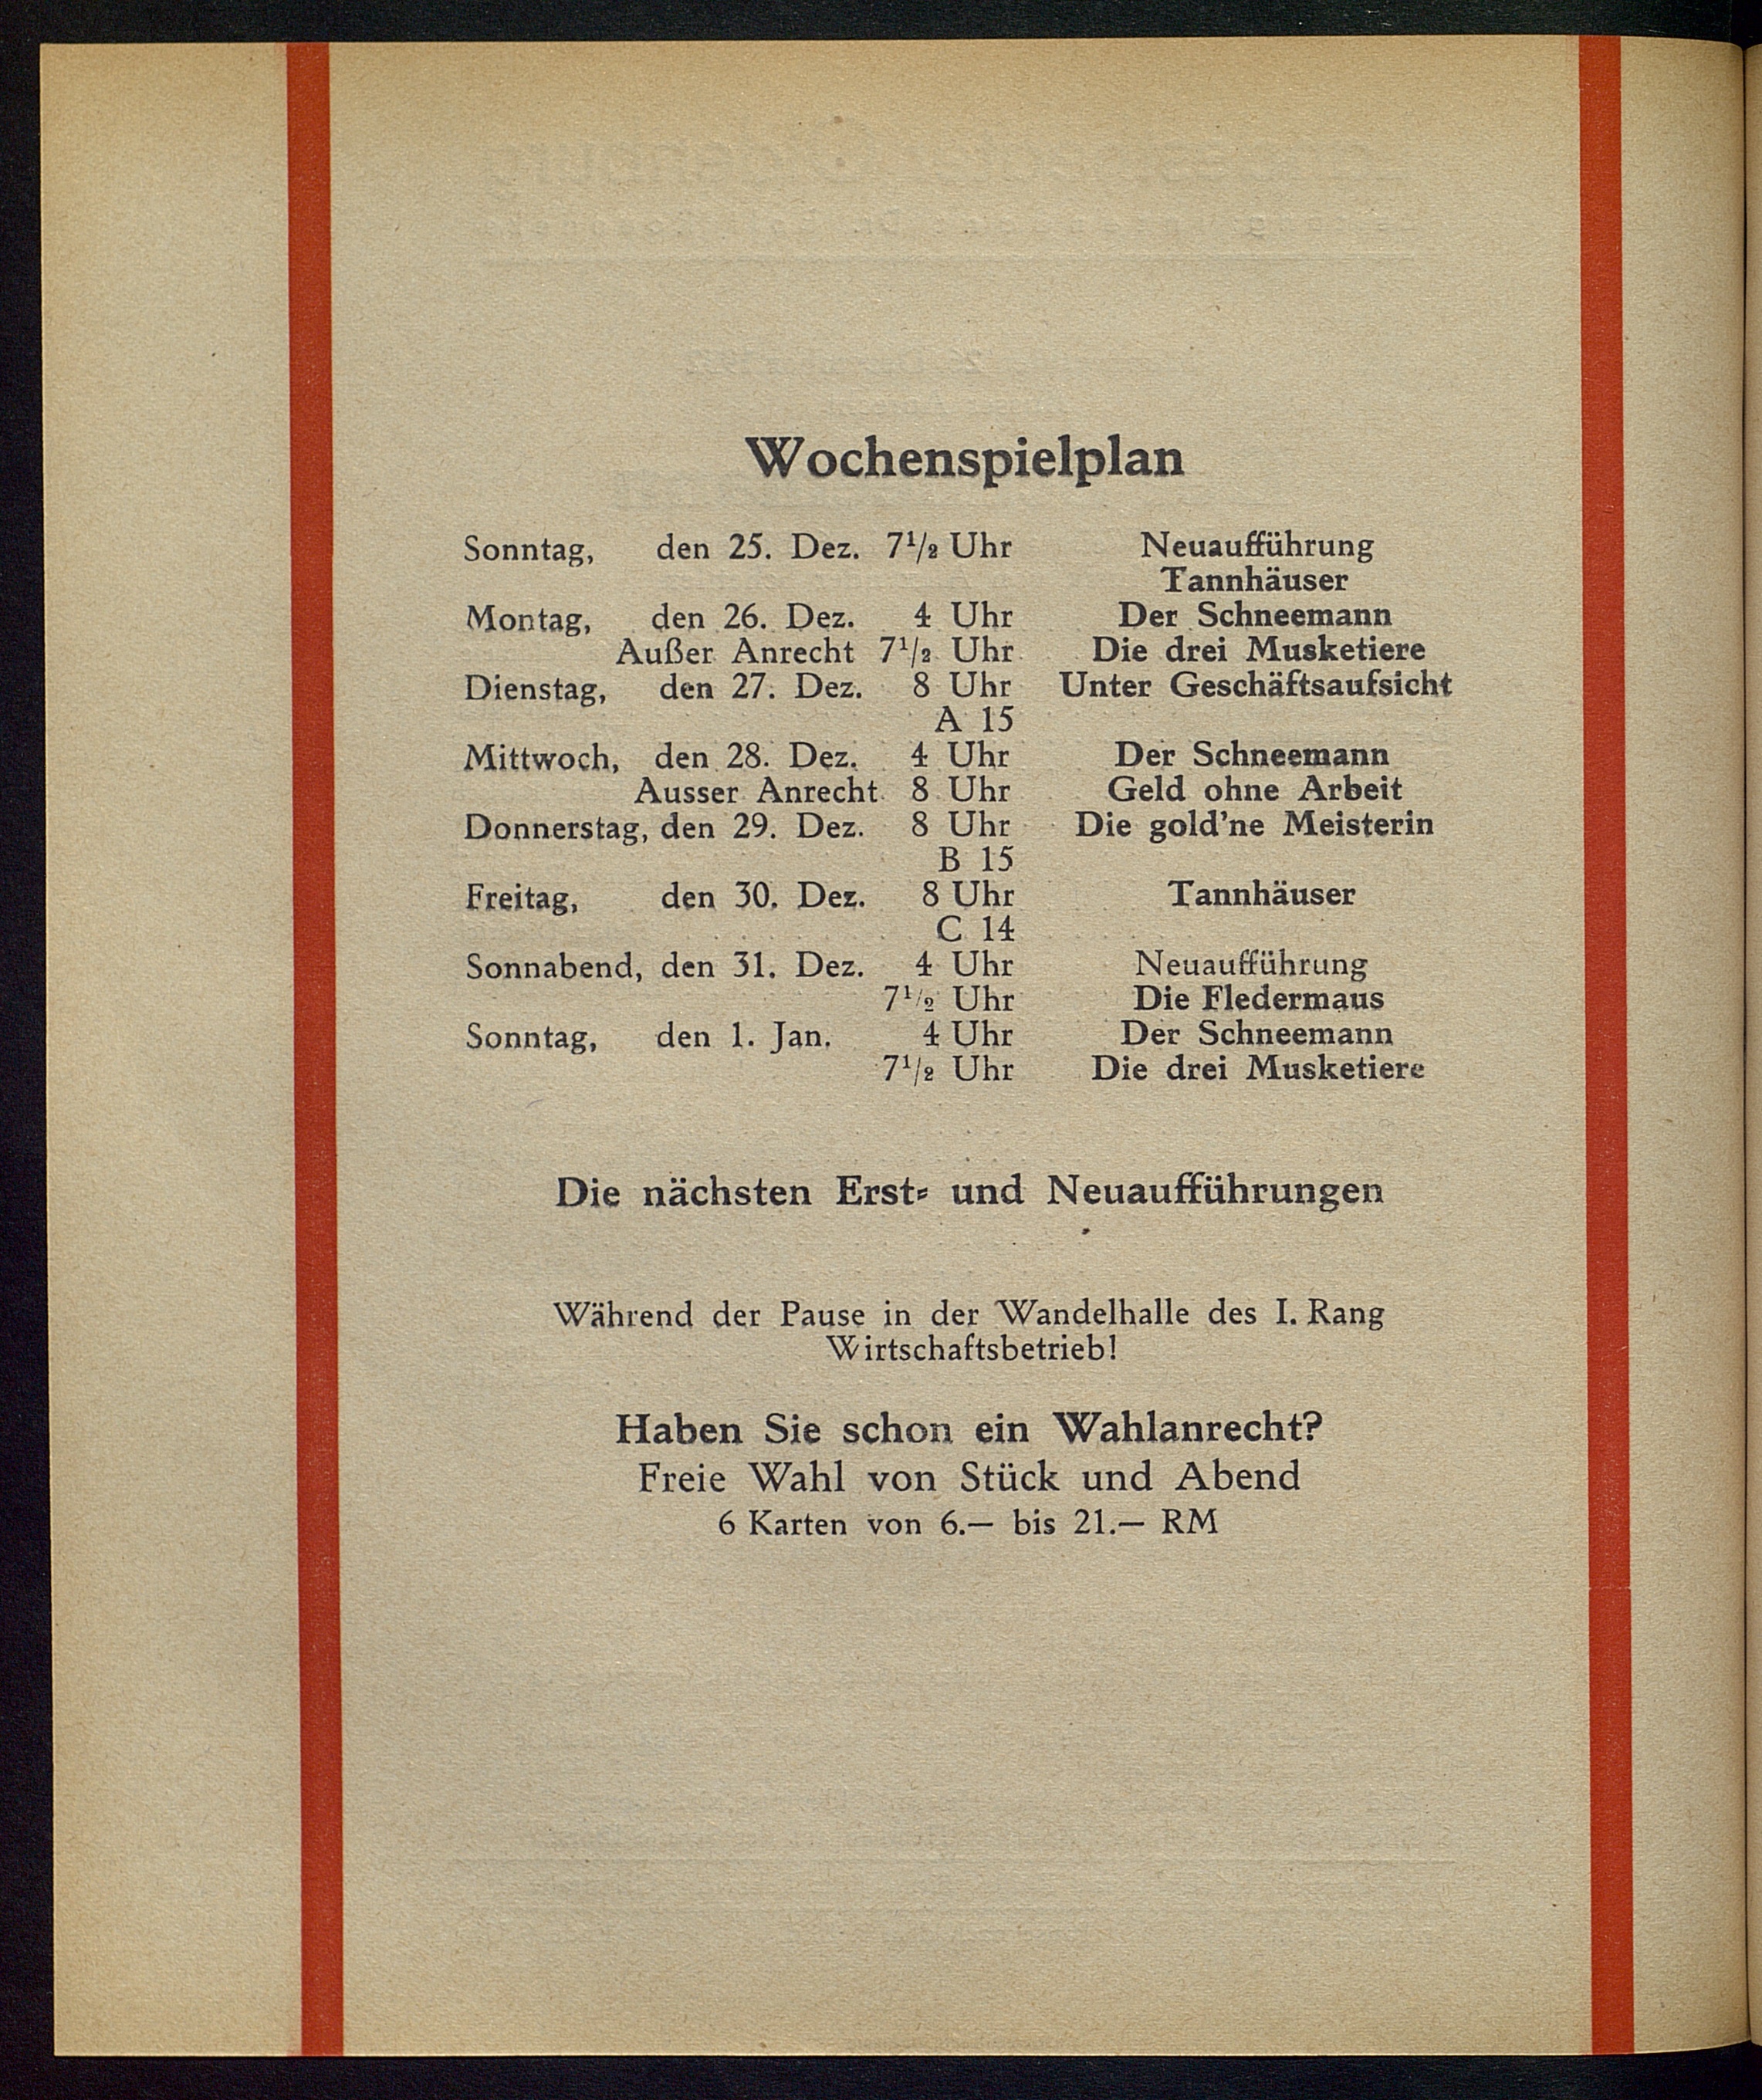 Wochenspielplan
Sonntag, den 25. Dez. 7½ Uhr Neuaufführung
Tannhäuser
Montag, den 26. Dez. 4 Uhr Der Schneemann
Außer Anrecht 7½ Uhr Die drei Musketiere
Dienstag, den 27. Dez. 8 Uhr Unter Geschäftsaufsicht
A 15
Mittwoch, den 28. Dez. 4 Uhr Der Schneemann
Ausser Anrecht 8 Uhr Geld ohne Arbeit
Donnerstag, den 29. Dez. 8 Uhr Die gold'ne Meisterin
B 15
Freitag, den 30. Dez. 8 Uhr Tannhäuser
C 14
Sonnabend, den 31. Dez. 4 Uhr Neuaufführung
7½ Uhr Die Fledermaus
Sonntag, den 1. Jan. 4 Uhr Der Schneemann
7½ Uhr Die drei Musketiere
Die nächsten Erst- und Neuaufführungen
Während der Pause in der Wandelhalle des I. Rang
Wirtschaftsbetrieb!
Haben Sie schon ein Wahlanrecht?
Freie Wahl von Stück und Abend
6 Karten von 6.— bis 21.— RM